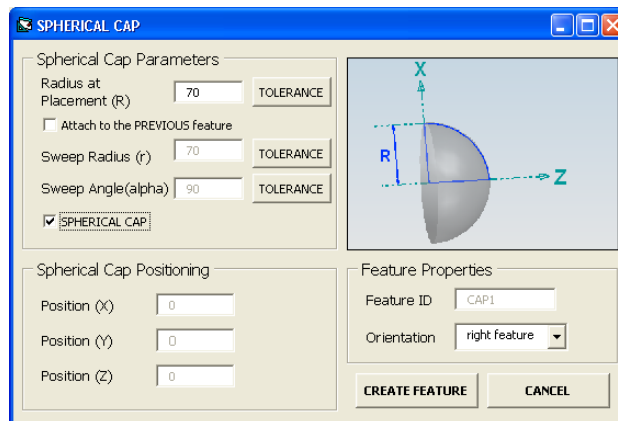 SPHERICAL CAP
Spherical Cap Parameters
Radius at
Placement (R)
70
TOLERANCE
Attach to the PREVIOUS feature
Sweep Radius (r)
70
TOLERANCE
Sweep Angle(alpha)
90
TOLERANCE
SPHERICAL CAP
X
R
Z
Spherical Cap Positioning
Position (X)
0
Position (Y)
0
Position (Z)
0
Feature Properties
Feature ID
CAP1
Orientation
right feature
CREATE FEATURE
CANCEL